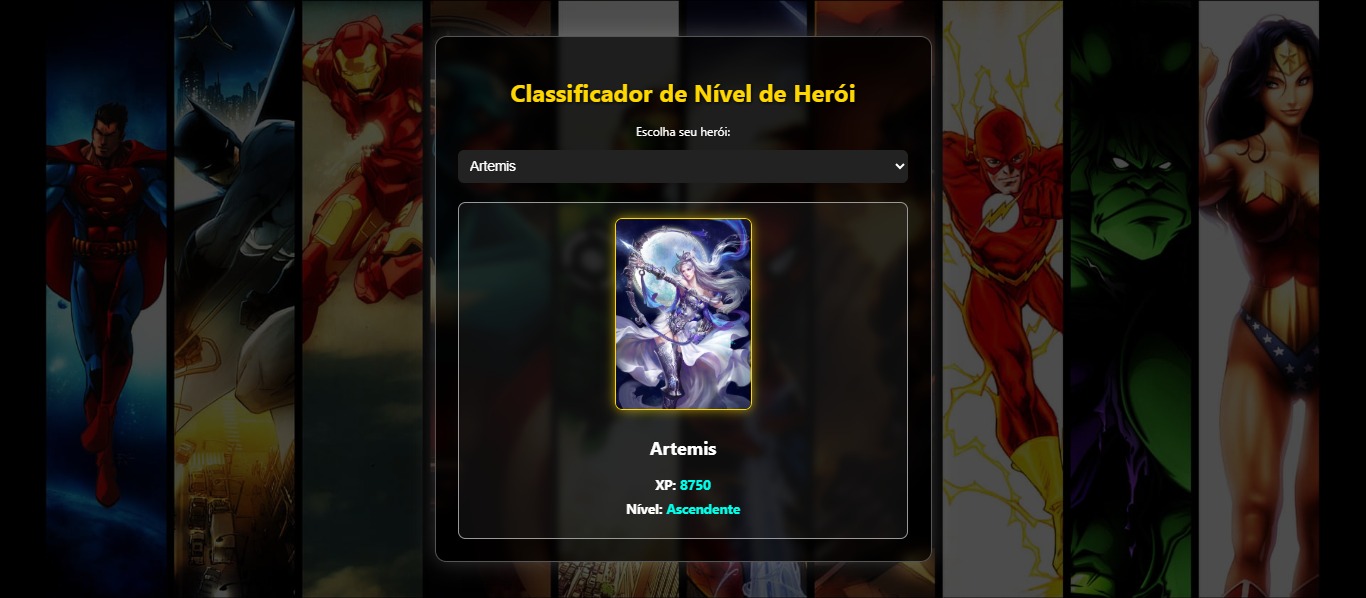 Classificador de Nível de Herói
Escolha seu herói:
Artemis
Artemis
XP: 8750
Nível: Ascendente